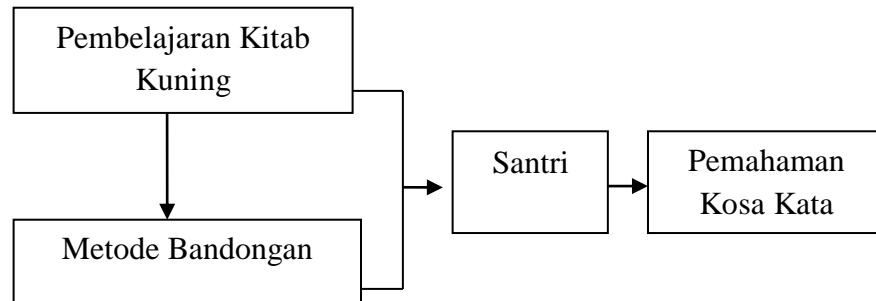 Pembelajaran Kitab
Kuning
Metode Bandongan
Santri
Pemahaman
Kosa Kata